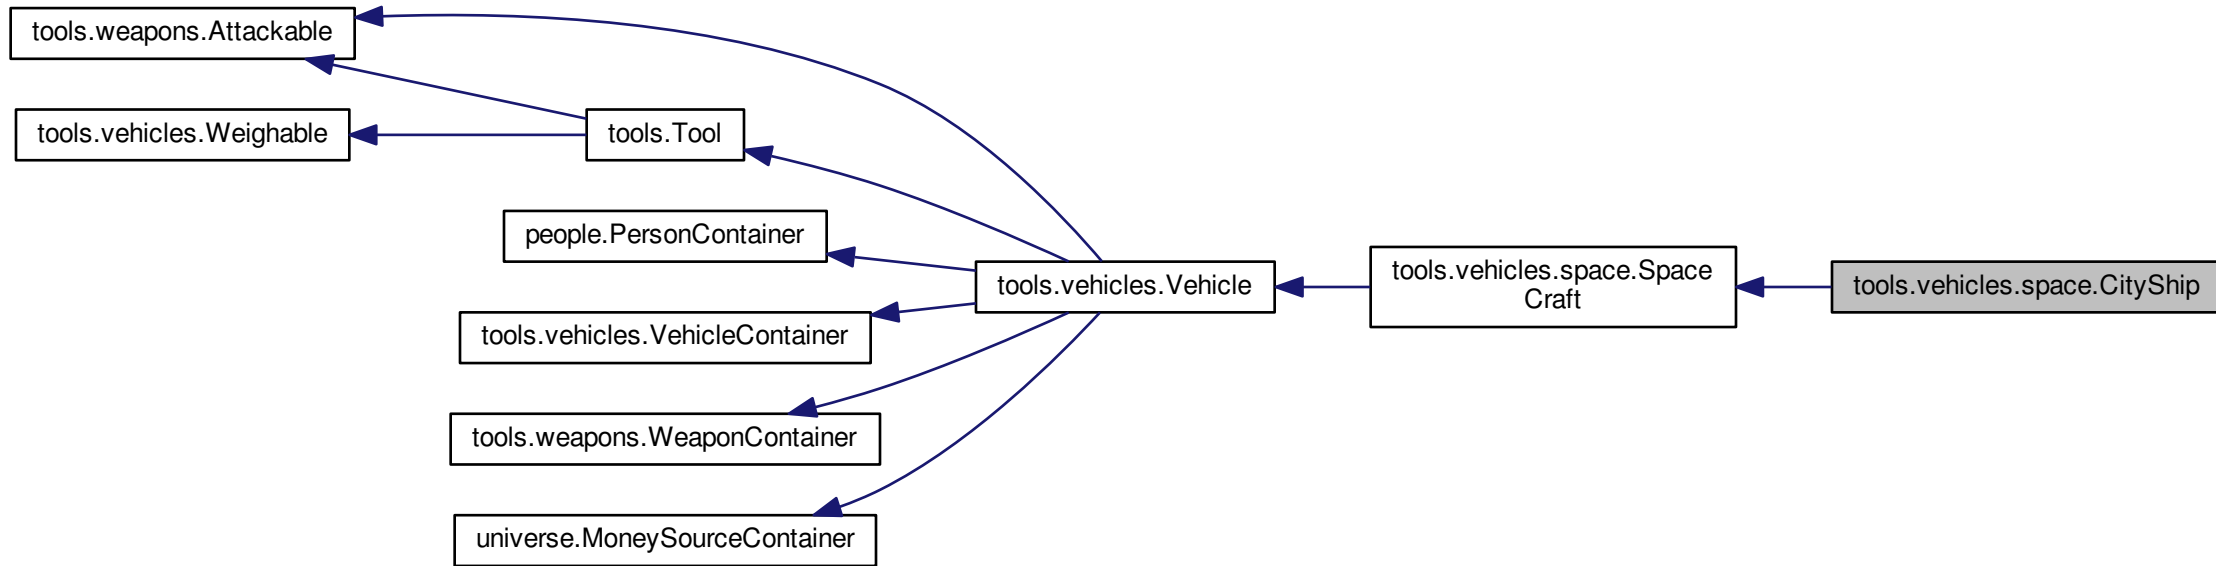 tools.weapons.Attackable
tools.vehicles.Weighable
tools.Tool
people.PersonContainer
tools.vehicles.VehicleContainer
tools.weapons.WeaponContainer
universe.MoneySourceContainer
tools.vehicles.Vehicle
tools.vehicles.space.Space
Craft
tools.vehicles.space.CityShip